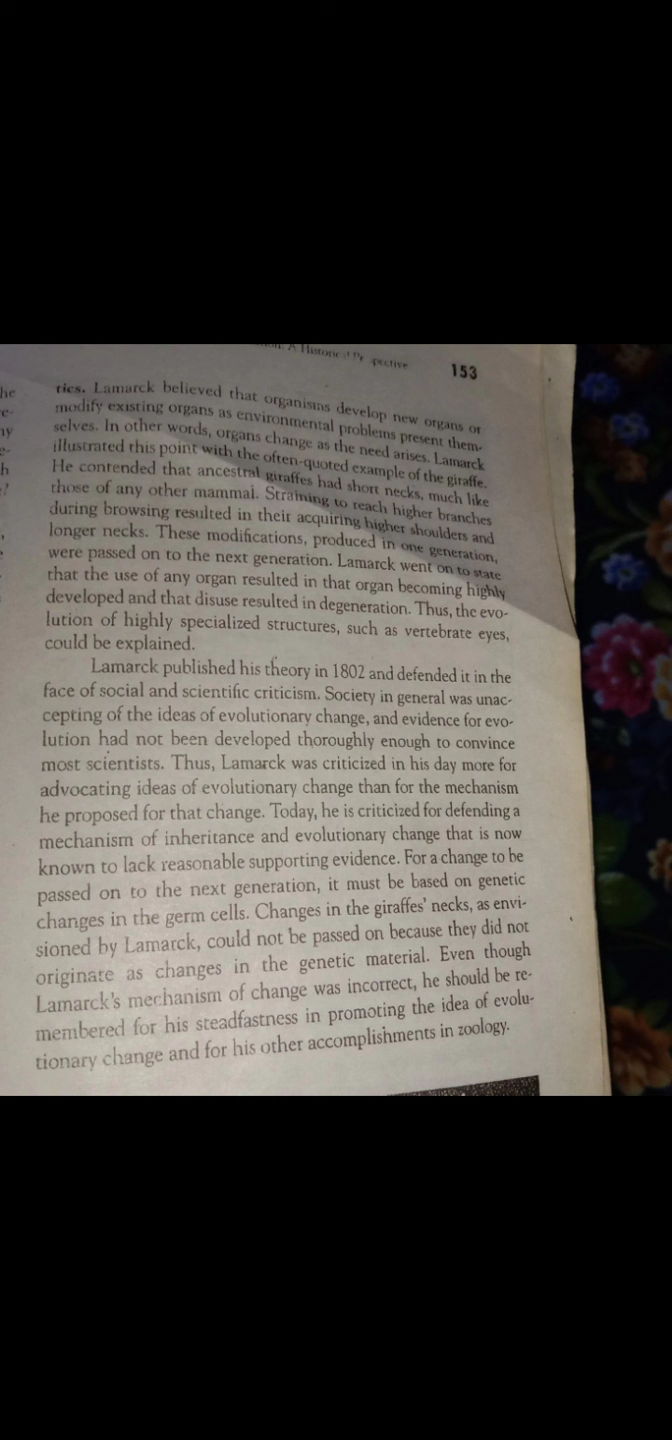 A Historical Perspective
153
he
ries. Lamarck believed that organisms develop new organs or
modify existing organs as environmental problems present them-
selves. In other words, organs change as the need arises. Lamarck
illustrated this point with the often-quoted example of the giraffe.
h
He contended that ancestral giraffes had short necks, much like
those of any other mammal. Straining to reach higher branches
during browsing resulted in their acquiring higher shoulders and
longer necks. These modifications, produced in one generation,
were passed on to the next generation. Lamarck went on to state
that the use of any organ resulted in that organ becoming highly
developed and that disuse resulted in degeneration. Thus, the evo-
lution of highly specialized structures, such as vertebrate eyes,
could be explained.
Lamarck published his theory in 1802 and defended it in the
face of social and scientific criticism. Society in general was unac-
cepting of the ideas of evolutionary change, and evidence for evo-
lution had not been developed thoroughly enough to convince
most scientists. Thus, Lamarck was criticized in his day more for
advocating ideas of evolutionary change than for the mechanism
he proposed for that change. Today, he is criticized for defending a
mechanism of inheritance and evolutionary change that is now
known to lack reasonable supporting evidence. For a change to be
passed on to the next generation, it must be based on genetic
changes in the germ cells. Changes in the giraffes' necks, as envi-
sioned by Lamarck, could not be passed on because they did not
originate as changes in the genetic material. Even though
Lamarck's mechanism of change was incorrect, he should be re-
membered for his steadfastness in promoting the idea of evolu-
tionary change and for his other accomplishments in zoology.